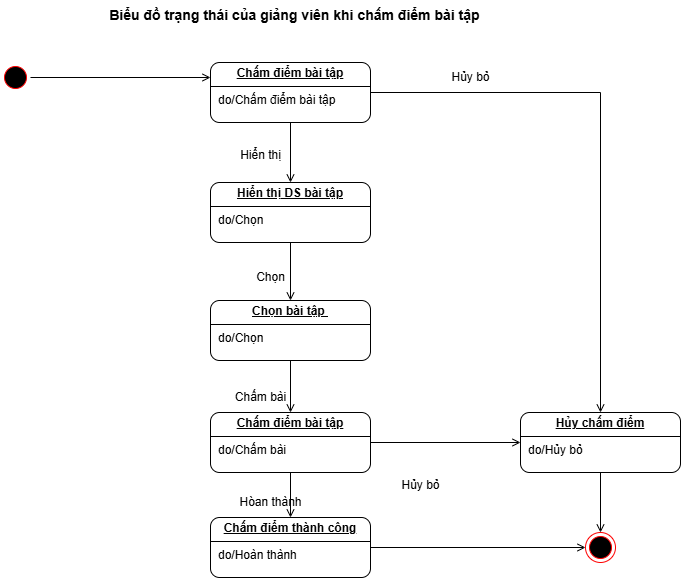 Biểu đồ trạng thái của giảng viên khi chấm điểm bài tập
Chấm điểm bài tập
do/Chấm điểm bài tập
Hủy bỏ
Hiển thị
Hiển thị DS bài tập
do/Chọn
Chọn
Chọn bài tập
do/Chọn
Chấm bài
Chấm điểm bài tập
do/Chấm bài
Hủy chấm điểm
do/Hủy bỏ
Hủy bỏ
Hòan thành
Chấm điểm thành công
do/Hoàn thành